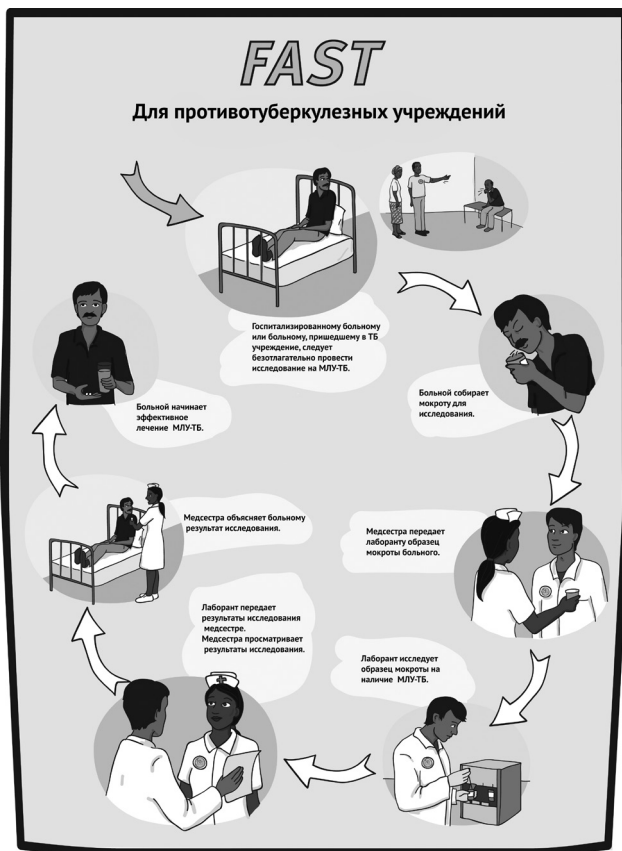 FAST
Для противотуберкулезных учреждений
Госпитализированному больному
или больному, пришедшему в ТБ
учреждение, следует
безотлагательно провести
исследование на МЛУ-ТБ.
Больной собирает
мокроту для
исследования.
Медсестра передает
лаборанту образец
мокроты больного.
Лаборант исследует
образец мокроты на
наличие МЛУ-ТБ.
Лаборант передает
результаты исследования
медсестре.
Медсестра просматривает
результаты исследования.
Медсестра объясняет больному
результат исследования.
Больной начинает
эффективное
лечение МЛУ-ТБ.